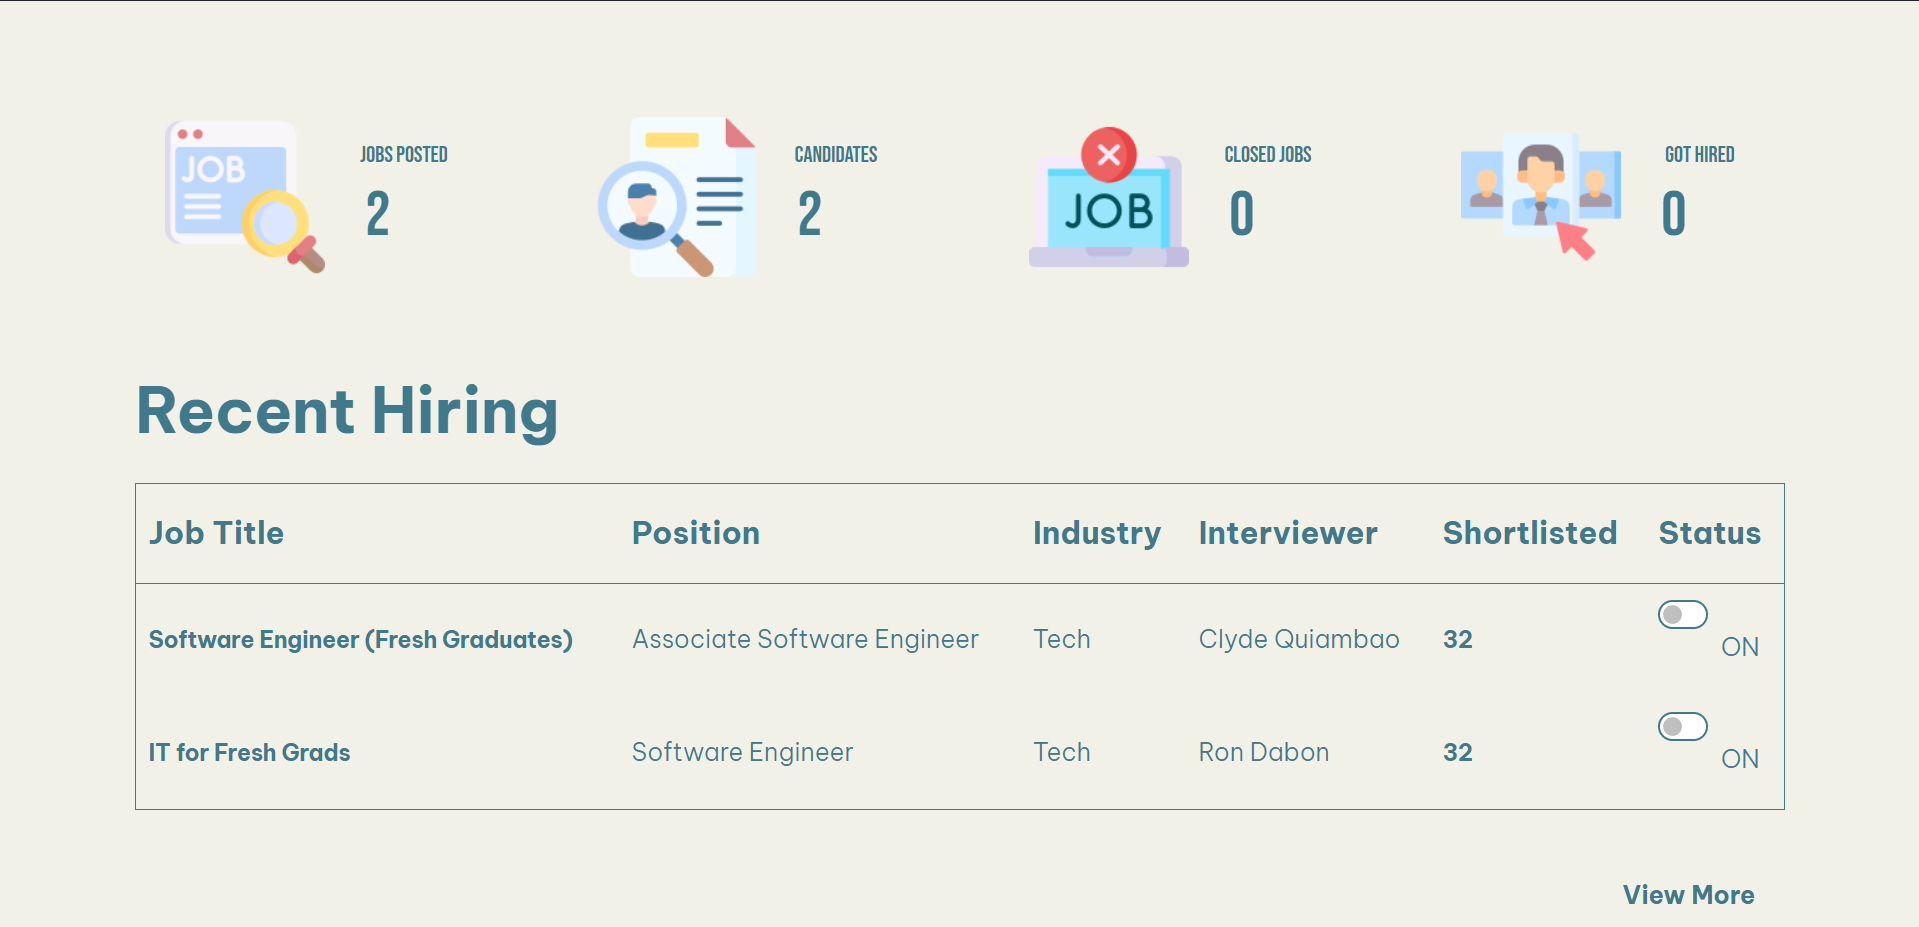 JOB
JOBS POSTED
2
CANDIDATES
2
JOB
CLOSED JOBS
0
GOT HIRED
0
Recent Hiring
Job Title Position Industry Interviewer Shortlisted Status
Software Engineer (Fresh Graduates) Associate Software Engineer Tech Clyde Quiambao 32 ON
IT for Fresh Grads Software Engineer Tech Ron Dabon 32 ON
View More